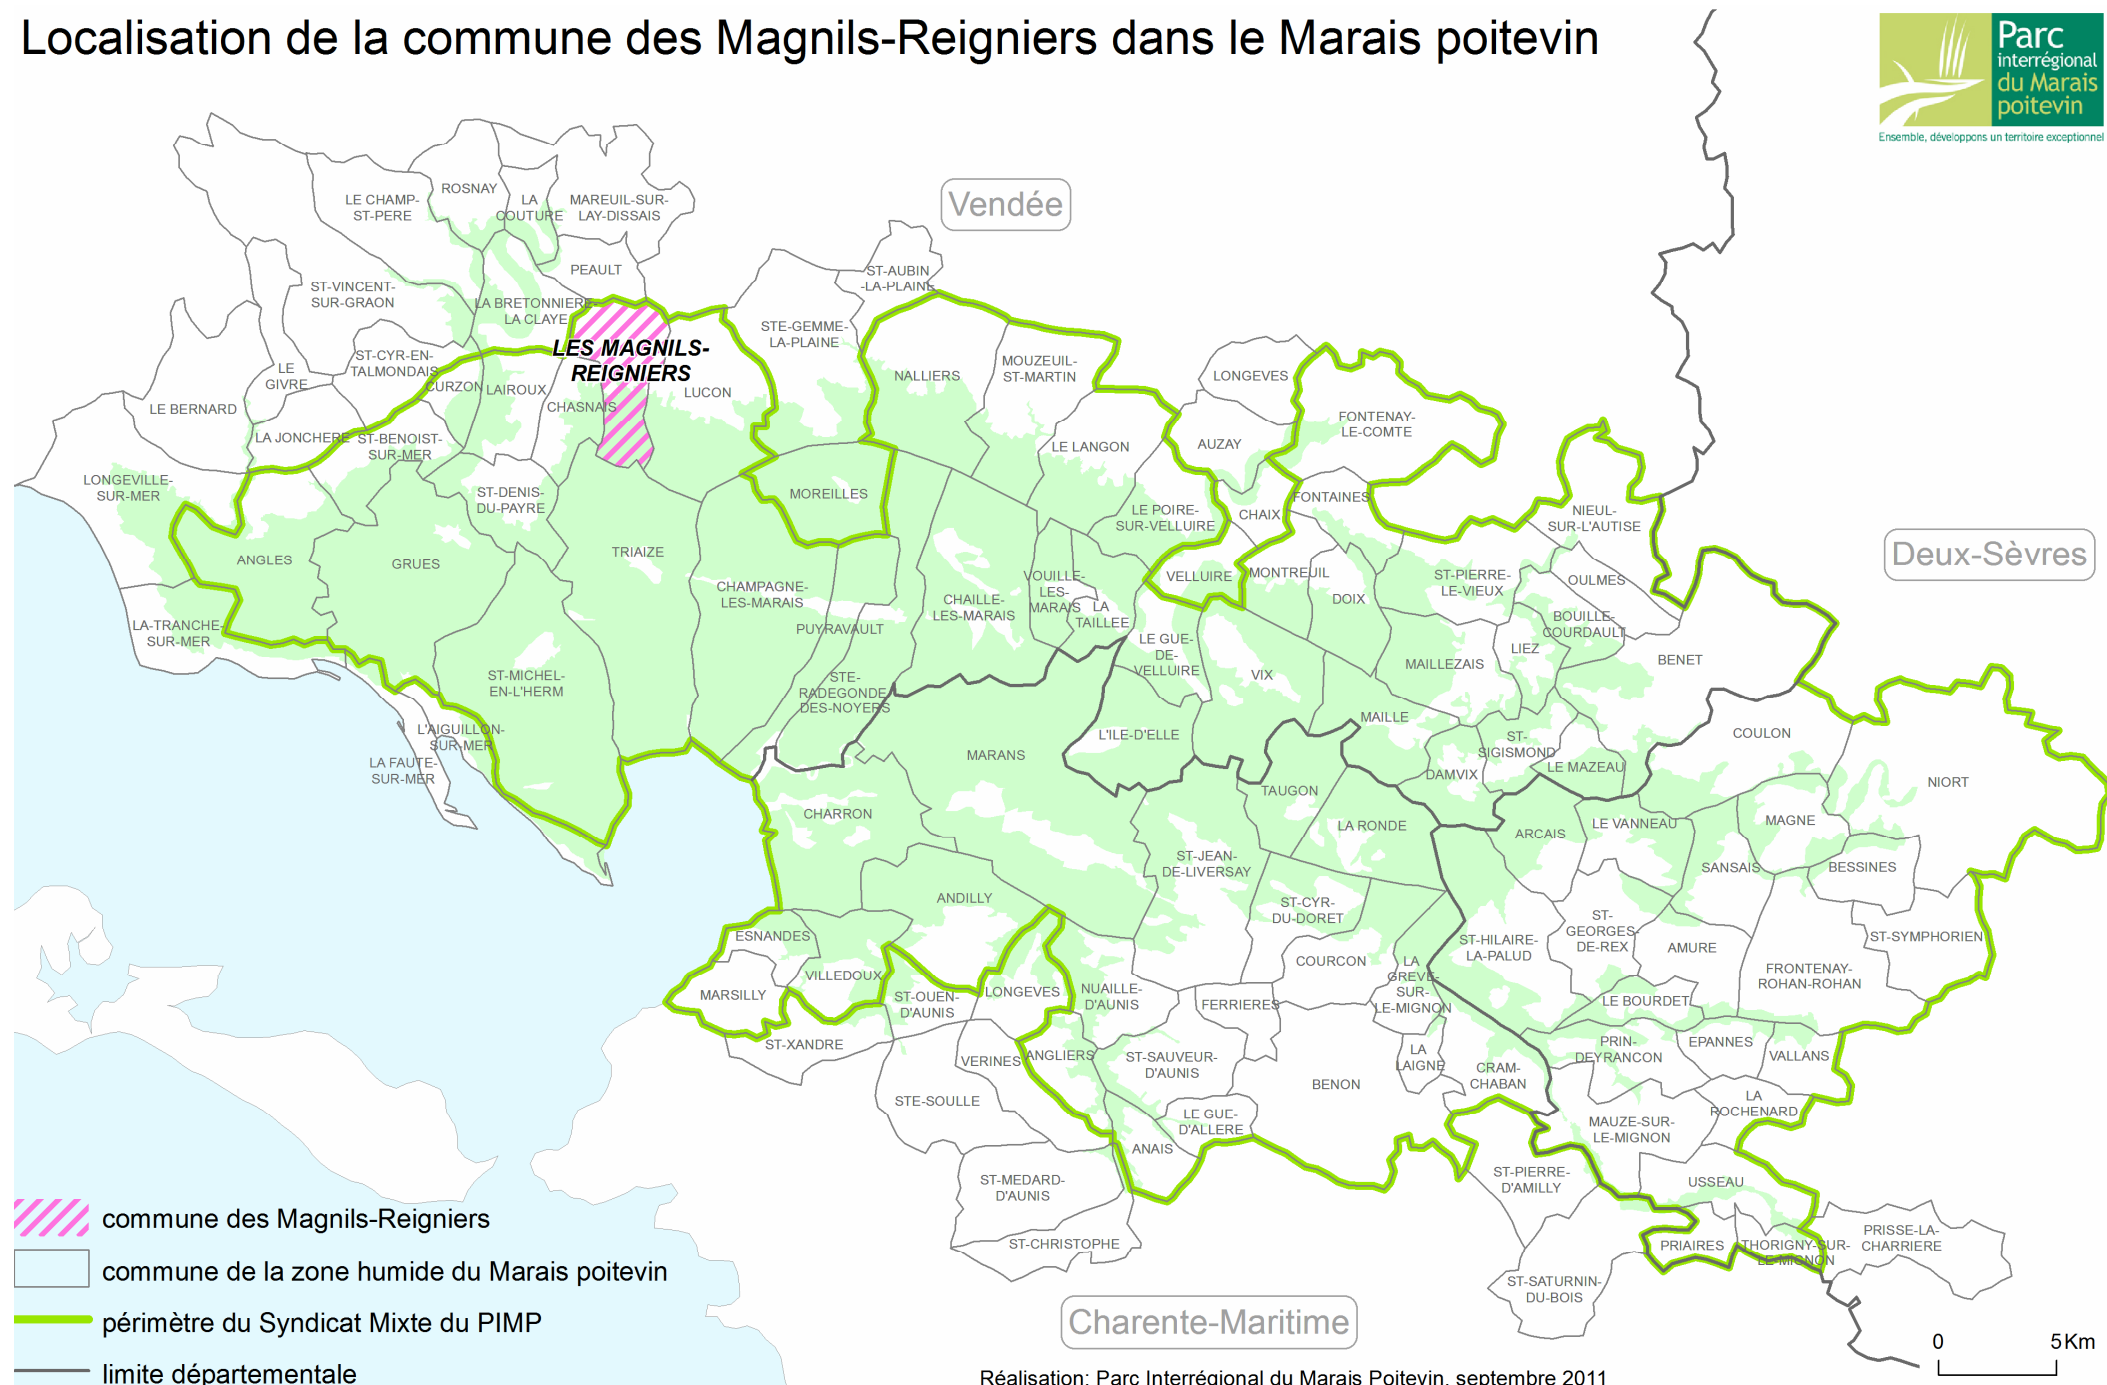 Localisation de la commune des Magnils-Reigniers dans le Marais poitevin
Parc
interrégional
du Marais
poitevin
Ensemble, développons un territoire exceptionnel
Vendée
Deux-Sèvres
Charente-Maritime
LE CHAMP-
ST-PERE
ROSNAY
LA
COUTURE
MAREUIL-SUR-
LAY-DISSAIS
PEAULT
ST-VINCENT-
SUR-GRAON
LA BRETONNIERE-
LA CLAYE
ST-AUBIN
-LA-PLAINE
STE-GEMME-
LA-PLAINE
LES MAGNILS-
REIGNIERS
ST-CYR-EN-
TALMONDAIS
LE
GIVRE
CURZON
LAIROUX
CHASNAIS
LUCON
NALLIERS
MOUZEUIL-
ST-MARTIN
LONGEVES
FONTENAY-
LE-COMTE
LE BERNARD
LA JONCHERE
ST-BENOIST-
SUR-MER
LE LANGON
AUZAY
LONGEVILLE-
SUR-MER
ST-DENIS-
DU-PAYRE
MOREILLES
LE POIRE-
SUR-VELLUIRE
CHAIX
FONTAINES
NIEUL-
SUR-L'AUTISE
ANGLES
GRUES
TRIAIZE
CHAMPAGNE-
LES-MARAIS
CHAILLE-
LES-MARAIS
VOUILLE-
LES-
MARAIS
LA
TAILLEE
VELLUIRE
MONTREUIL
DOIX
ST-PIERRE-
LE-VIEUX
OULMES
BOUILLE-
COURDAULT
LA-TRANCHE-
SUR-MER
PUYRAVAULT
LE GUE-
DE-
VELLUIRE
VIX
MAILLEZAIS
LIEZ
BENET
ST-MICHEL-
EN-L'HERM
STE-
RADEGONDE
DES-NOYERS
L'AIGUILLON-
SUR-MER
LA FAUTE-
SUR-MER
MARANS
L'ILE-D'ELLE
MAILLE
ST-
SIGISMOND
DAMVIX
LE MAZEAU
COULON
NIORT
CHARRON
TAUGON
LA RONDE
ARCAIS
LE VANNEAU
MAGNE
SANSAIS
BESSINES
ST-JEAN-
DE-LIVERSAY
ANDILLY
ST-CYR-
DU-DORET
ST-HILAIRE-
LA-PALUD
ST-
GEORGES-
DE-REX
AMURE
ST-SYMPHORIEN
ESNANDES
VILLEDOUX
MARSILLY
ST-OUEN-
D'AUNIS
LONGEVES
NUAILLE-
D'AUNIS
FERRIERES
COURCON
LA
GREVE-
SUR-
LE-MIGNON
FRONTENAY-
ROHAN-ROHAN
LE BOURDET
ST-XANDRE
VERINES
ANGLIERS
ST-SAUVEUR-
D'AUNIS
BENON
LA
LAIGNE
CRAM-
CHABAN
PRIN-
DEYRANCON
EPANNES
VALLANS
STE-SOULLE
LE GUE-
D'ALLERE
ANAIS
LA
ROCHENARD
MAUZE-SUR-
LE-MIGNON
ST-MEDARD-
D'AUNIS
ST-PIERRE-
D'AMILLY
USSEAU
ST-CHRISTOPHE
PRIAIRES
THORIGNY-SUR-
LE-MIGNON
PRISSE-LA-
CHARRIERE
ST-SATURNIN-
DU-BOIS
commune des Magnils-Reigniers
commune de la zone humide du Marais poitevin
périmètre du Syndicat Mixte du PIMP
limite départementale
0 5 Km
Réalisation: Parc Interrégional du Marais Poitevin, septembre 2011